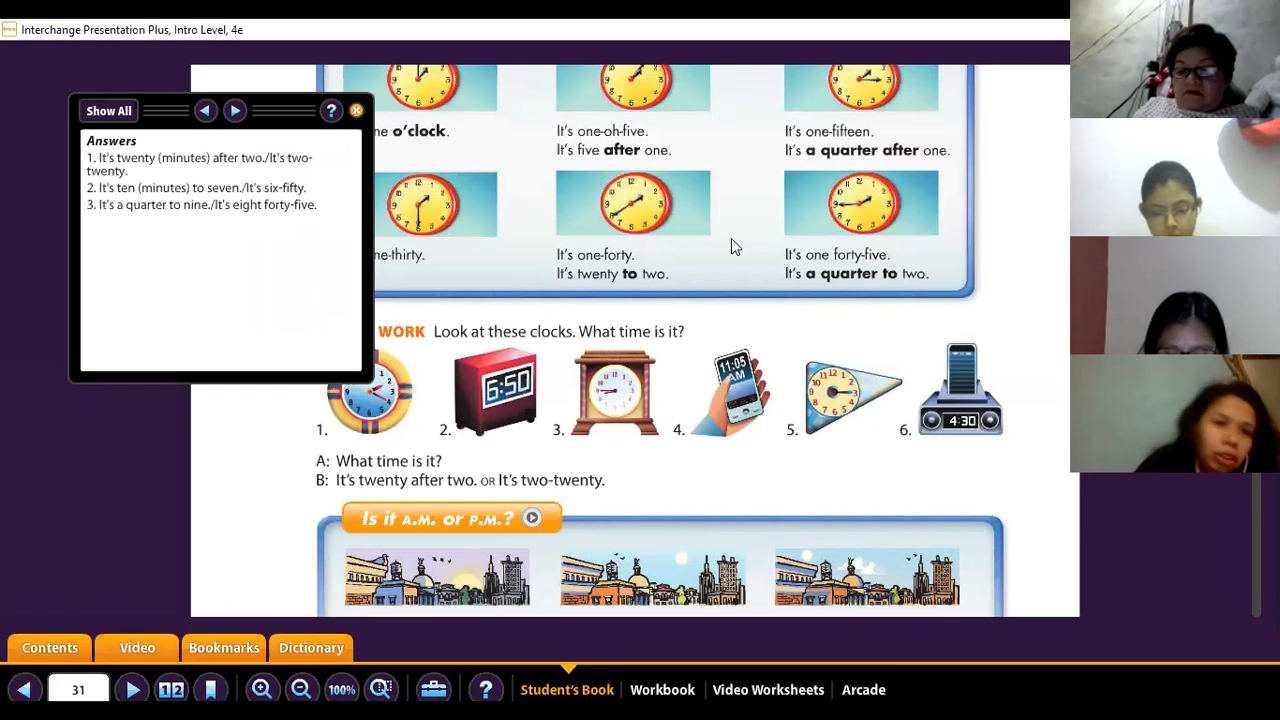 Interchange Presentation Plus, Intro Level, 4e
Show All
?
Answers
1. It's twenty (minutes) after two./It's two-
twenty.
2. It's ten (minutes) to seven./It's six-fifty.
3. It's a quarter to nine./It's eight forty-five.
ne o'clock.
It's one-oh-five.
It's five after one.
It's one-fifteen.
It's a quarter after one.
ne-thirty.
It's one-forty.
It's twenty to two.
It's one forty-five.
It's a quarter to two.
WORK Look at these clocks. What time is it?
6:50
11:05
AM
4:30
1.
2.
3.
4.
5.
6.
A: What time is it?
B: It's twenty after two. OR It's two-twenty.
Is it A.M. or P.M.?
Contents
Video
Bookmarks
Dictionary
31
1 2
100%
?
Student's Book
Workbook
Video Worksheets
Arcade